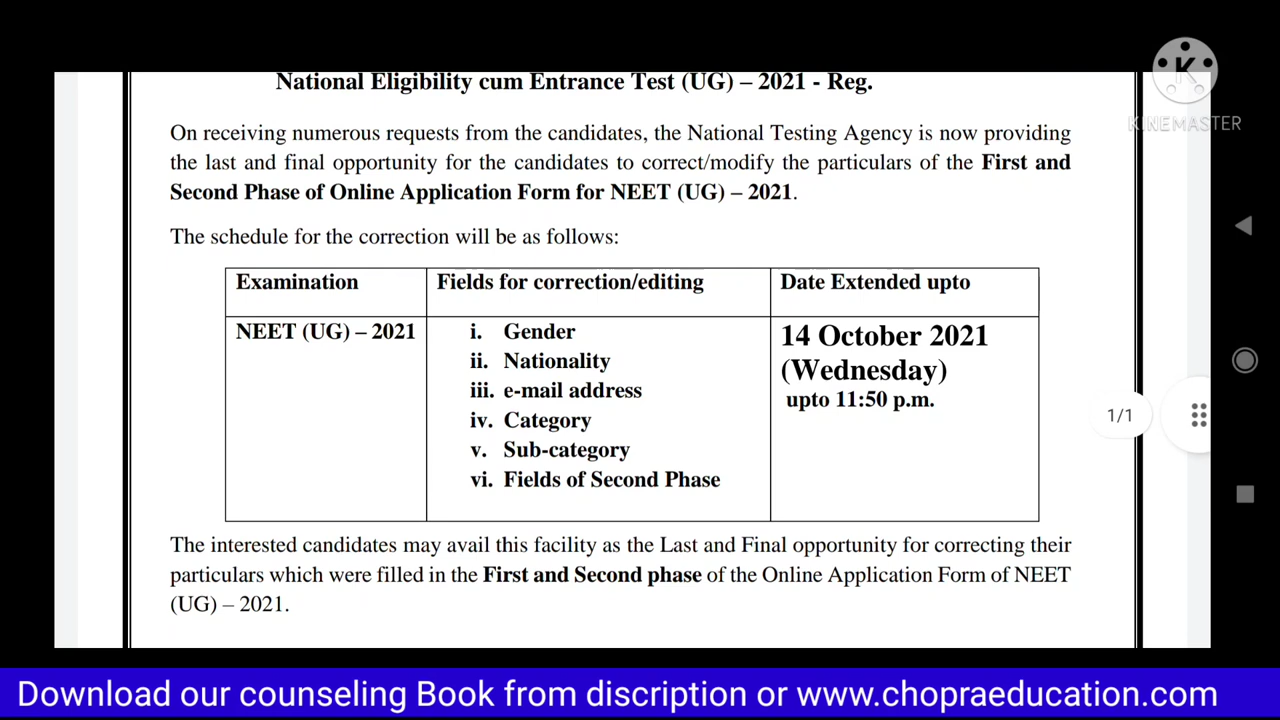 National Eligibility cum Entrance Test (UG) – 2021 - Reg.
On receiving numerous requests from the candidates, the National Testing Agency is now providing
the last and final opportunity for the candidates to correct/modify the particulars of the First and
Second Phase of Online Application Form for NEET (UG) – 2021.
The schedule for the correction will be as follows:
Examination
Fields for correction/editing
Date Extended upto
NEET (UG) – 2021
i. Gender
ii. Nationality
iii. e-mail address
iv. Category
v. Sub-category
vi. Fields of Second Phase
14 October 2021
(Wednesday)
upto 11:50 p.m.
The interested candidates may avail this facility as the Last and Final opportunity for correcting their
particulars which were filled in the First and Second phase of the Online Application Form of NEET
(UG) – 2021.
K
KINEMASTER
1/1
Download our counseling Book from discription or www.chopraeducation.com